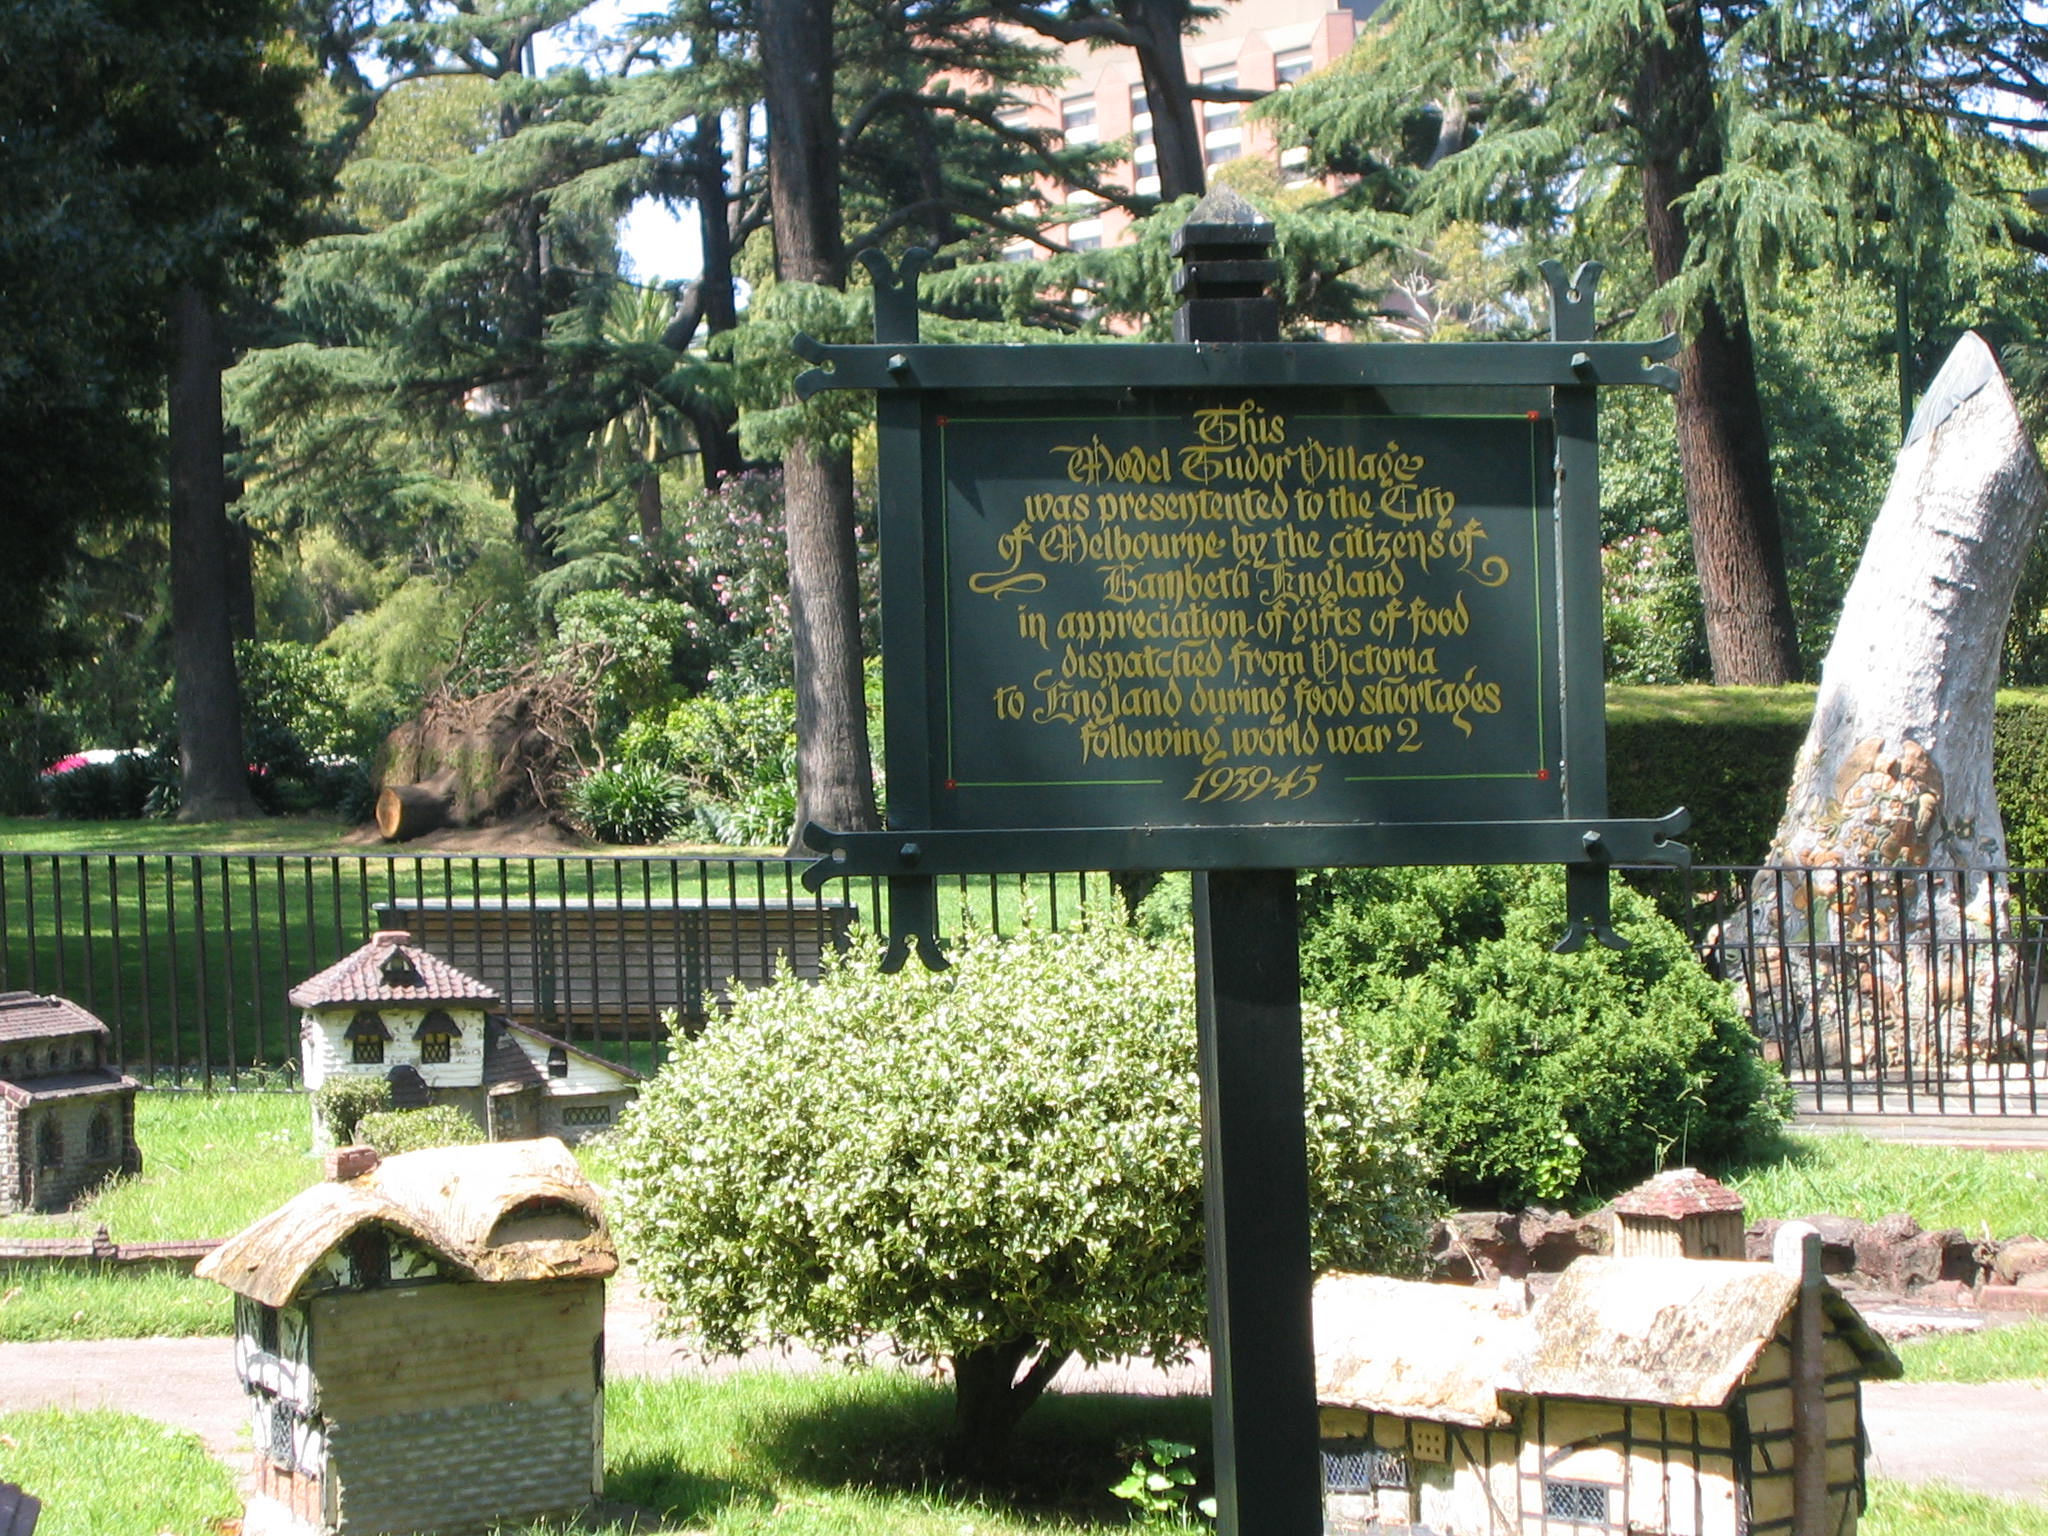 This
Model Tudor Village
was presentented to the City
of Melbourne by the citizens of
Lambeth England
in appreciation of gifts of food
dispatched from Victoria
to England during food shortages
following world war 2
1939-45